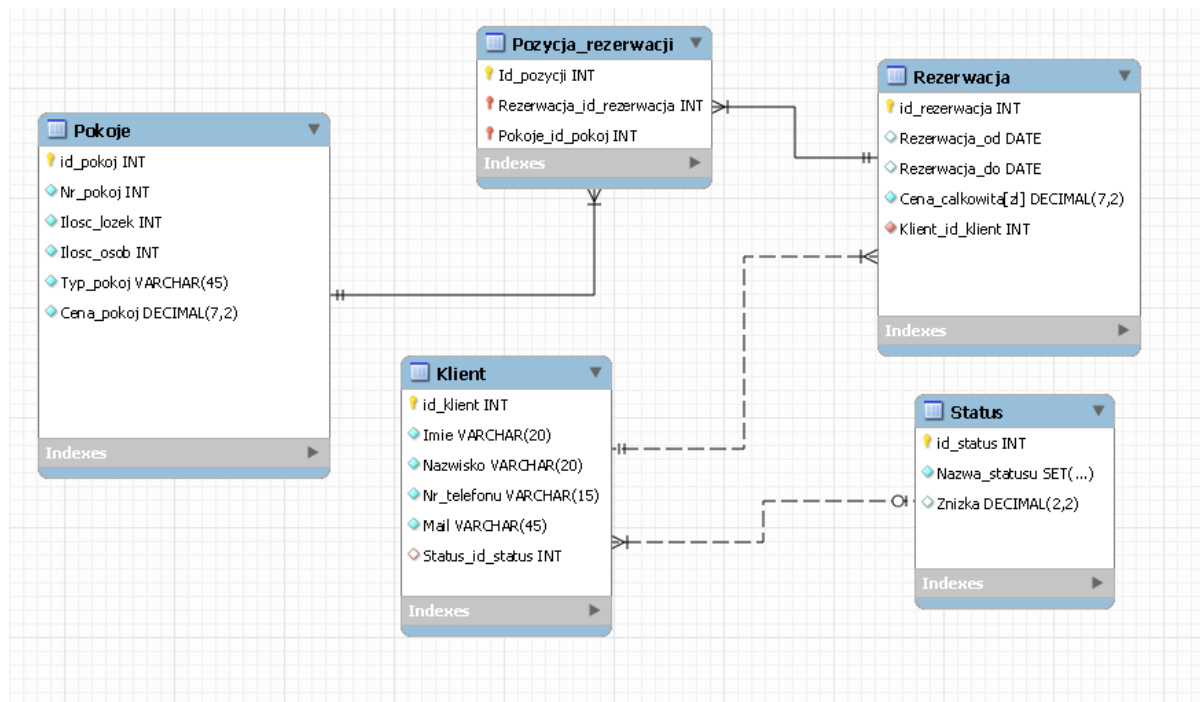 Pozycja_rezerwacji
Id_pozycji INT
Rezerwacja_id_rezerwacja INT
Pokoje_id_pokoj INT
Indexes
Rezerwacja
id_rezerwacja INT
Rezerwacja_od DATE
Rezerwacja_do DATE
Cena_calkowita[zl] DECIMAL(7,2)
Klient_id_klient INT
Indexes
Pokoje
id_pokoj INT
Nr_pokoj INT
Ilosc_lozek INT
Ilosc_osob INT
Typ_pokoj VARCHAR(45)
Cena_pokoj DECIMAL(7,2)
Indexes
Klient
id_klient INT
Imie VARCHAR(20)
Nazwisko VARCHAR(20)
Nr_telefonu VARCHAR(15)
Mail VARCHAR(45)
Status_id_status INT
Indexes
Status
id_status INT
Nazwa_statusu SET(...)
Znizka DECIMAL(2,2)
Indexes